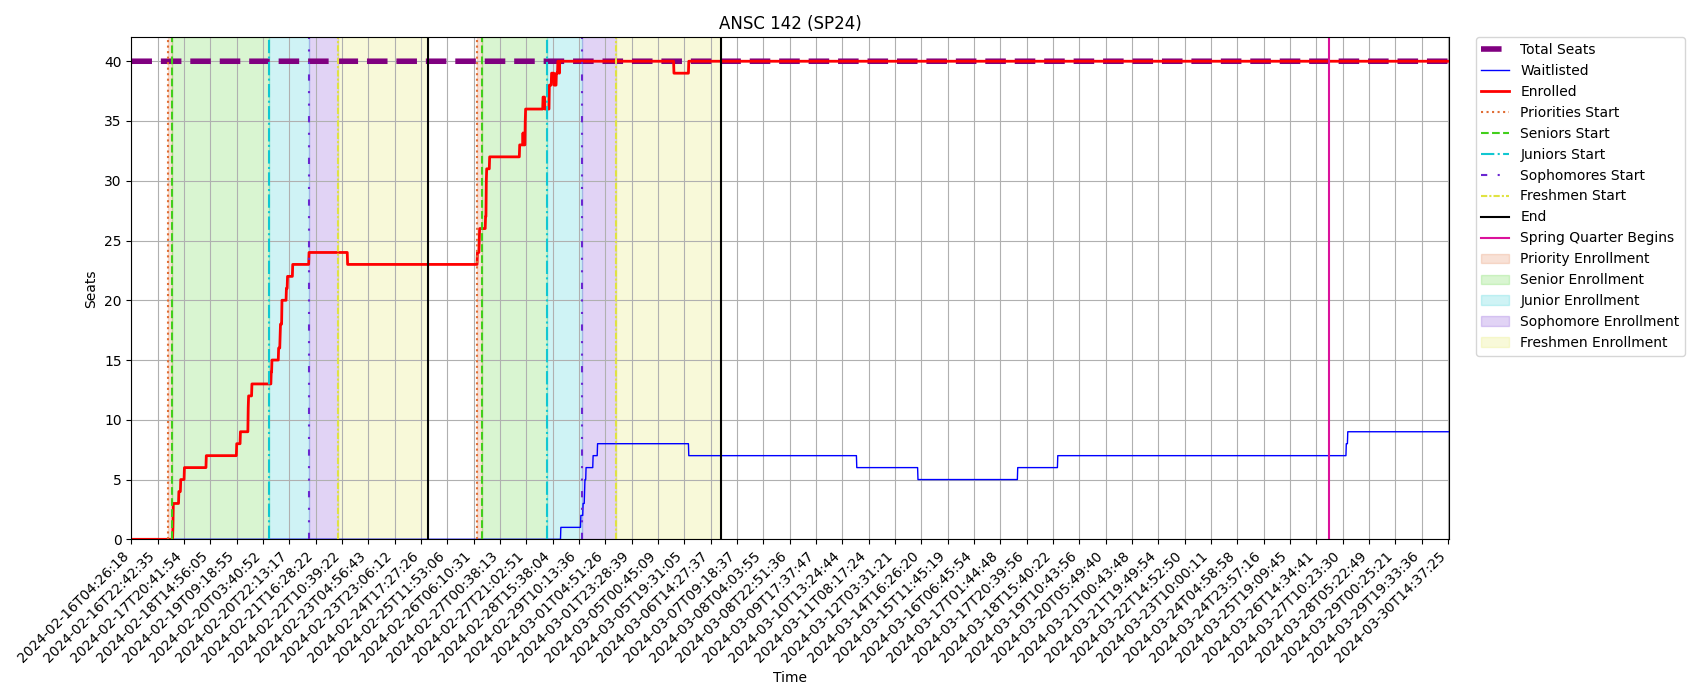 ANSC 142 (SP24)
Seats
40
35
30
25
20
15
10
5
0
2024-02-16T04:26:18
2024-02-16T22:42:35
2024-02-17T20:41:54
2024-02-18T14:56:05
2024-02-19T09:18:55
2024-02-20T03:40:52
2024-02-20T22:13:17
2024-02-21T16:28:22
2024-02-22T10:39:22
2024-02-23T04:56:43
2024-02-23T23:06:12
2024-02-24T17:27:26
2024-02-25T11:53:06
2024-02-26T06:10:31
2024-02-27T00:38:13
2024-02-27T21:02:51
2024-02-28T15:38:04
2024-02-29T10:13:36
2024-03-01T04:51:26
2024-03-01T23:28:39
2024-03-05T00:45:09
2024-03-05T19:31:05
2024-03-06T14:27:37
2024-03-07T09:18:37
2024-03-08T04:03:55
2024-03-08T22:51:36
2024-03-09T17:37:47
2024-03-10T13:24:44
2024-03-11T08:17:24
2024-03-12T03:31:21
2024-03-14T16:26:20
2024-03-15T11:45:19
2024-03-16T06:45:54
2024-03-17T01:44:48
2024-03-17T20:39:56
2024-03-18T15:40:22
2024-03-19T10:43:56
2024-03-20T05:49:40
2024-03-21T00:43:48
2024-03-21T19:49:54
2024-03-22T14:52:50
2024-03-23T10:00:11
2024-03-24T04:58:58
2024-03-24T23:57:16
2024-03-25T19:09:45
2024-03-26T14:34:41
2024-03-27T10:23:30
2024-03-28T05:22:49
2024-03-29T00:25:21
2024-03-29T19:33:36
2024-03-30T14:37:25
Time
Total Seats
Waitlisted
Enrolled
Priorities Start
Seniors Start
Juniors Start
Sophomores Start
Freshmen Start
End
Spring Quarter Begins
Priority Enrollment
Senior Enrollment
Junior Enrollment
Sophomore Enrollment
Freshmen Enrollment